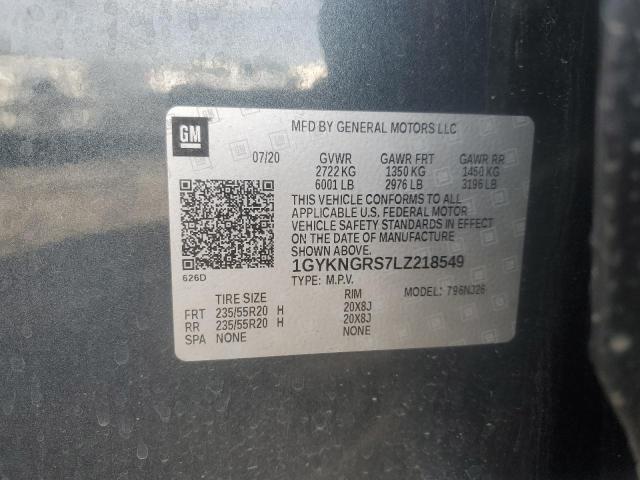 GM
MFD BY GENERAL MOTORS LLC
07/20 GVWR GAWR FRT GAWR RR
2722 KG 1350 KG 1450 KG
6001 LB 2976 LB 3196 LB
THIS VEHICLE CONFORMS TO ALL
APPLICABLE U.S. FEDERAL MOTOR
VEHICLE SAFETY STANDARDS IN EFFECT
ON THE DATE OF MANUFACTURE
SHOWN ABOVE.
1GYKNGRS7LZ218549
626D
TYPE: M.P.V. MODEL: 796NJ26
TIRE SIZE RIM
FRT 235/55R20 H 20X8J
RR 235/55R20 H 20X8J
SPA NONE NONE